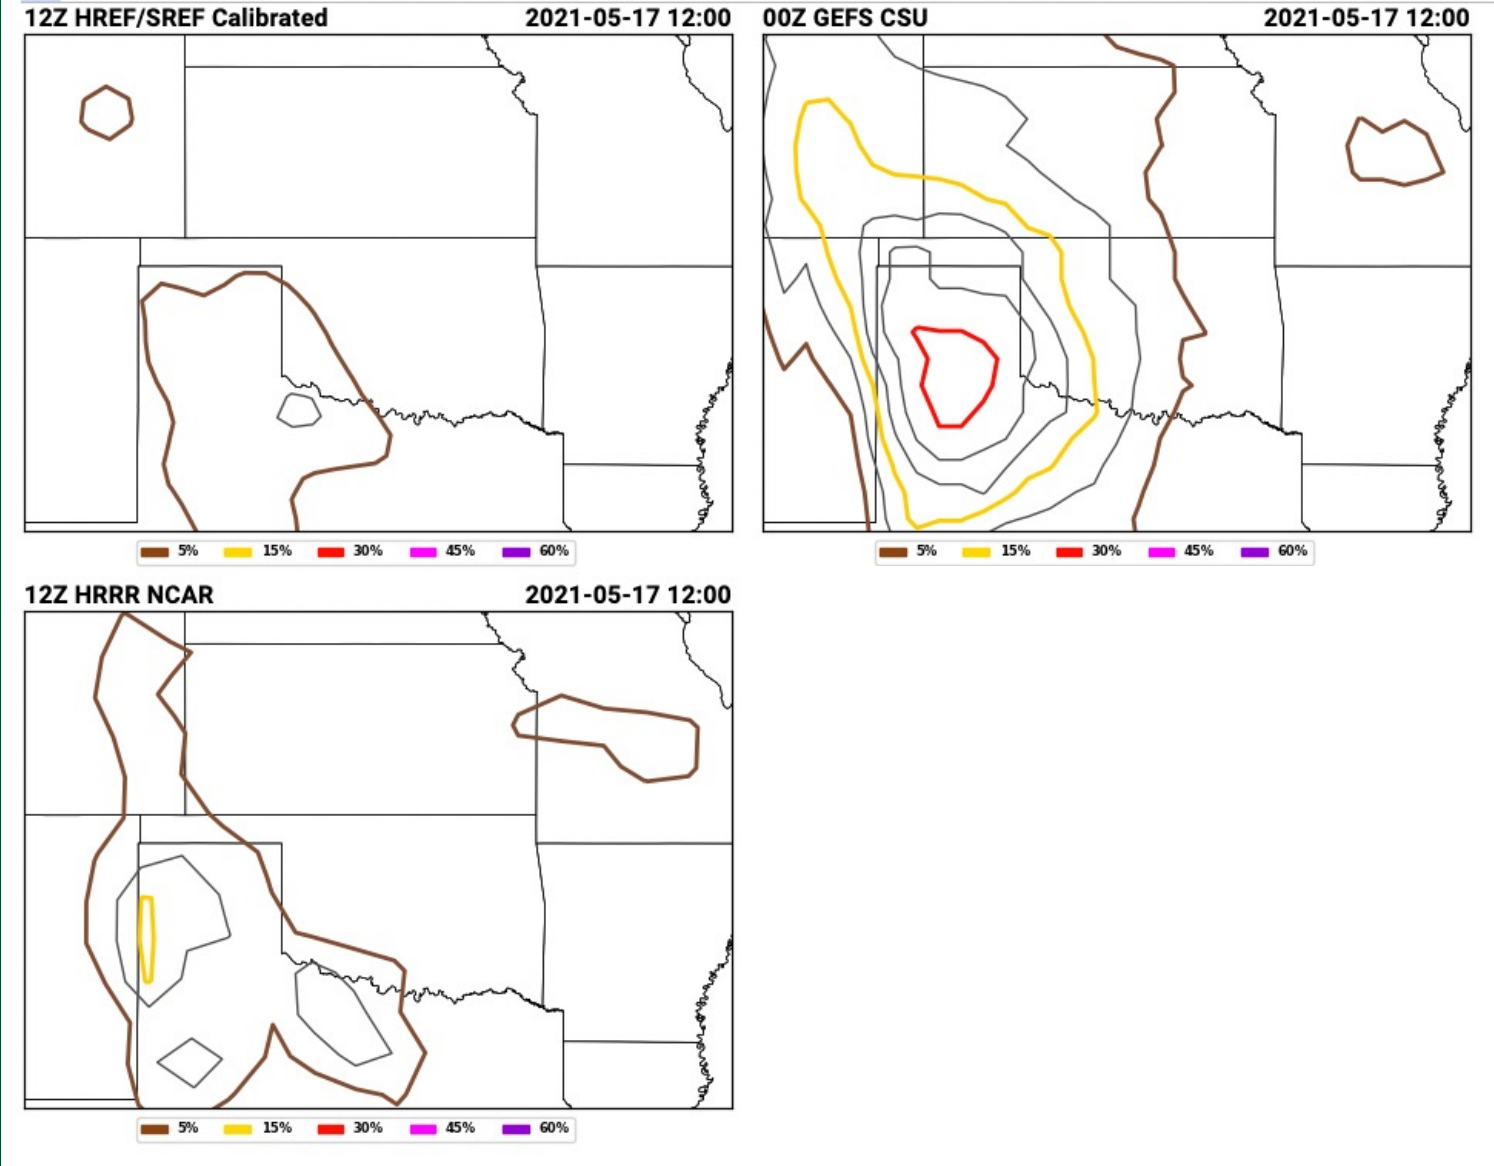 12Z HREF/SREF Calibrated 2021-05-17 12:00
5% 15% 30% 45% 60%
00Z GEFS CSU 2021-05-17 12:00
5% 15% 30% 45% 60%
12Z HRRR NCAR 2021-05-17 12:00
5% 15% 30% 45% 60%